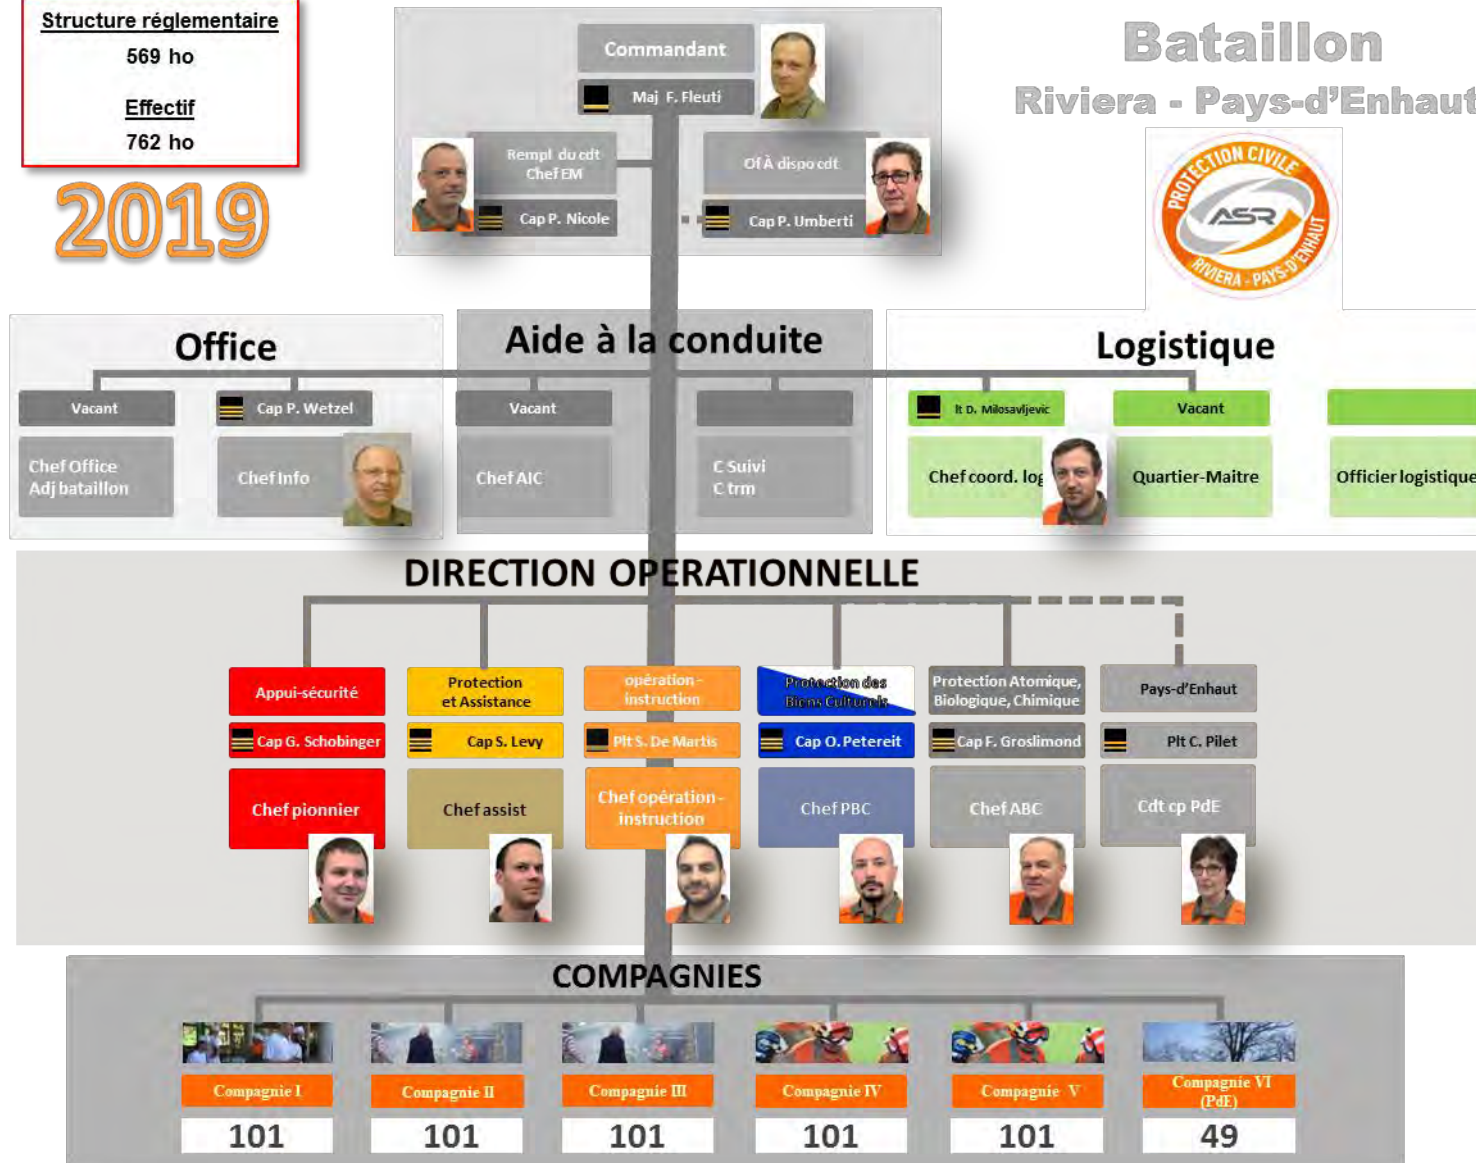 Structure réglementaire
569 ho
Effectif
762 ho
2019
Bataillon
Riviera - Pays-d'Enhaut
PROTECTION CIVILE
ASR
RIVIERA - PAYS-D'ENHAUT
Commandant
Maj F. Fleuti
Rempl du cdt
Chef EM
Cap P. Nicole
Of À dispo cdt
Cap P. Umberti
Office
Aide à la conduite
Logistique
Vacant
Cap P. Wetzel
Vacant
lt D. Milosavljevic
Vacant
Chef Office
Adj bataillon
Chef Info
Chef AIC
C Suivi
C trm
Chef coord. log
Quartier-Maitre
Officier logistique
DIRECTION OPERATIONNELLE
Appui-sécurité
Protection
et Assistance
opération-
instruction
Protection des
Biens Culturels
Protection Atomique,
Biologique, Chimique
Pays-d'Enhaut
Cap G. Schobinger
Cap S. Levy
Plt S. De Martis
Cap O. Petereit
Cap F. Groslimond
Plt C. Pilet
Chef pionnier
Chef assist
Chef opération-
instruction
Chef PBC
Chef ABC
Cdt cp PdE
COMPAGNIES
Compagnie I
Compagnie II
Compagnie III
Compagnie IV
Compagnie V
Compagnie VI
(PdE)
101
101
101
101
101
49